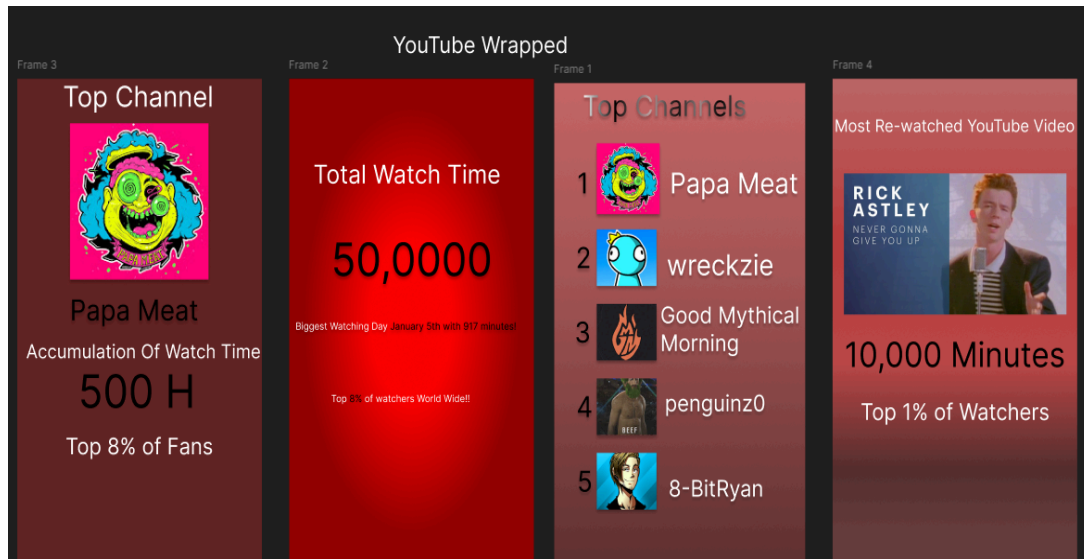 YouTube Wrapped
Frame 3
Top Channel
PAPA MEAT
Papa Meat
Accumulation Of Watch Time
500 H
Top 8% of Fans
Frame 2
Total Watch Time
50,0000
Biggest Watching Day January 5th with 917 minutes!
Top 8% of watchers World Wide!!
Frame 1
Top Channels
1 Papa Meat
2 wreckzie
3 Good Mythical
Morning
4 penguinz0
BEEF
5 8-BitRyan
Frame 4
Most Re-watched YouTube Video
RICK
ASTLEY
NEVER GONNA
GIVE YOU UP
10,000 Minutes
Top 1% of Watchers